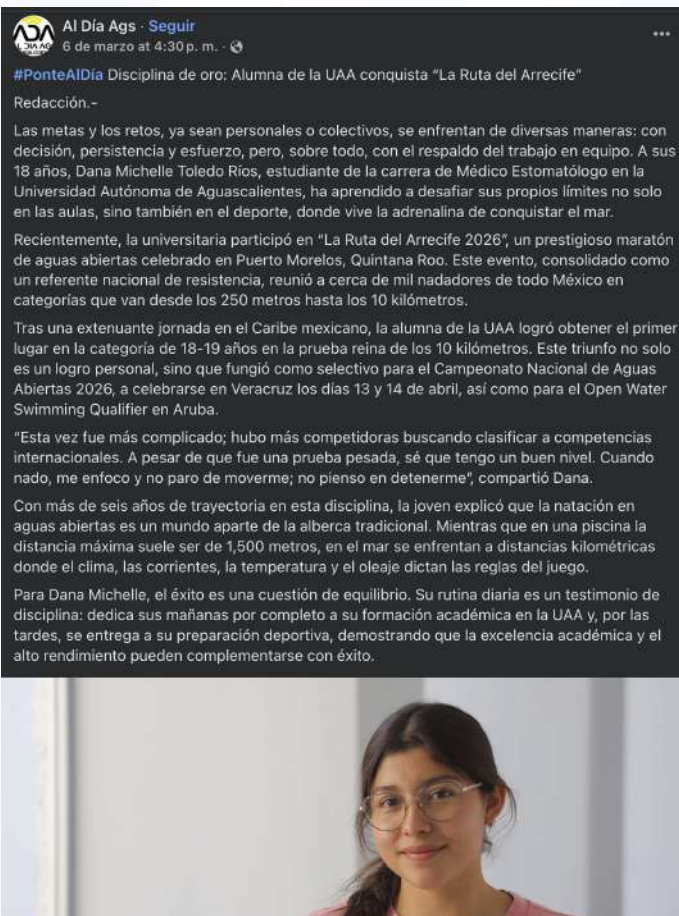 Al Día Ags · Seguir
6 de marzo at 4:30 p. m. ·
#PonteAlDía Disciplina de oro: Alumna de la UAA conquista “La Ruta del Arrecife”
Redacción.-
Las metas y los retos, ya sean personales o colectivos, se enfrentan de diversas maneras: con
decisión, persistencia y esfuerzo, pero, sobre todo, con el respaldo del trabajo en equipo. A sus
18 años, Dana Michelle Toledo Ríos, estudiante de la carrera de Médico Estomatólogo en la
Universidad Autónoma de Aguascalientes, ha aprendido a desafiar sus propios límites no solo
en las aulas, sino también en el deporte, donde vive la adrenalina de conquistar el mar.
Recientemente, la universitaria participó en “La Ruta del Arrecife 2026”, un prestigioso maratón
de aguas abiertas celebrado en Puerto Morelos, Quintana Roo. Este evento, consolidado como
un referente nacional de resistencia, reunió a cerca de mil nadadores de todo México en
categorías que van desde los 250 metros hasta los 10 kilómetros.
Tras una extenuante jornada en el Caribe mexicano, la alumna de la UAA logró obtener el primer
lugar en la categoría de 18-19 años en la prueba reina de los 10 kilómetros. Este triunfo no solo
es un logro personal, sino que fungió como selectivo para el Campeonato Nacional de Aguas
Abiertas 2026, a celebrarse en Veracruz los días 13 y 14 de abril, así como para el Open Water
Swimming Qualifier en Aruba.
“Esta vez fue más complicado; hubo más competidoras buscando clasificar a competencias
internacionales. A pesar de que fue una prueba pesada, sé que tengo un buen nivel. Cuando
nado, me enfoco y no paro de moverme; no pienso en detenerme”, compartió Dana.
Con más de seis años de trayectoria en esta disciplina, la joven explicó que la natación en
aguas abiertas es un mundo aparte de la alberca tradicional. Mientras que en una piscina la
distancia máxima suele ser de 1,500 metros, en el mar se enfrentan a distancias kilométricas
donde el clima, las corrientes, la temperatura y el oleaje dictan las reglas del juego.
Para Dana Michelle, el éxito es una cuestión de equilibrio. Su rutina diaria es un testimonio de
disciplina: dedica sus mañanas por completo a su formación académica en la UAA y, por las
tardes, se entrega a su preparación deportiva, demostrando que la excelencia académica y el
alto rendimiento pueden complementarse con éxito.